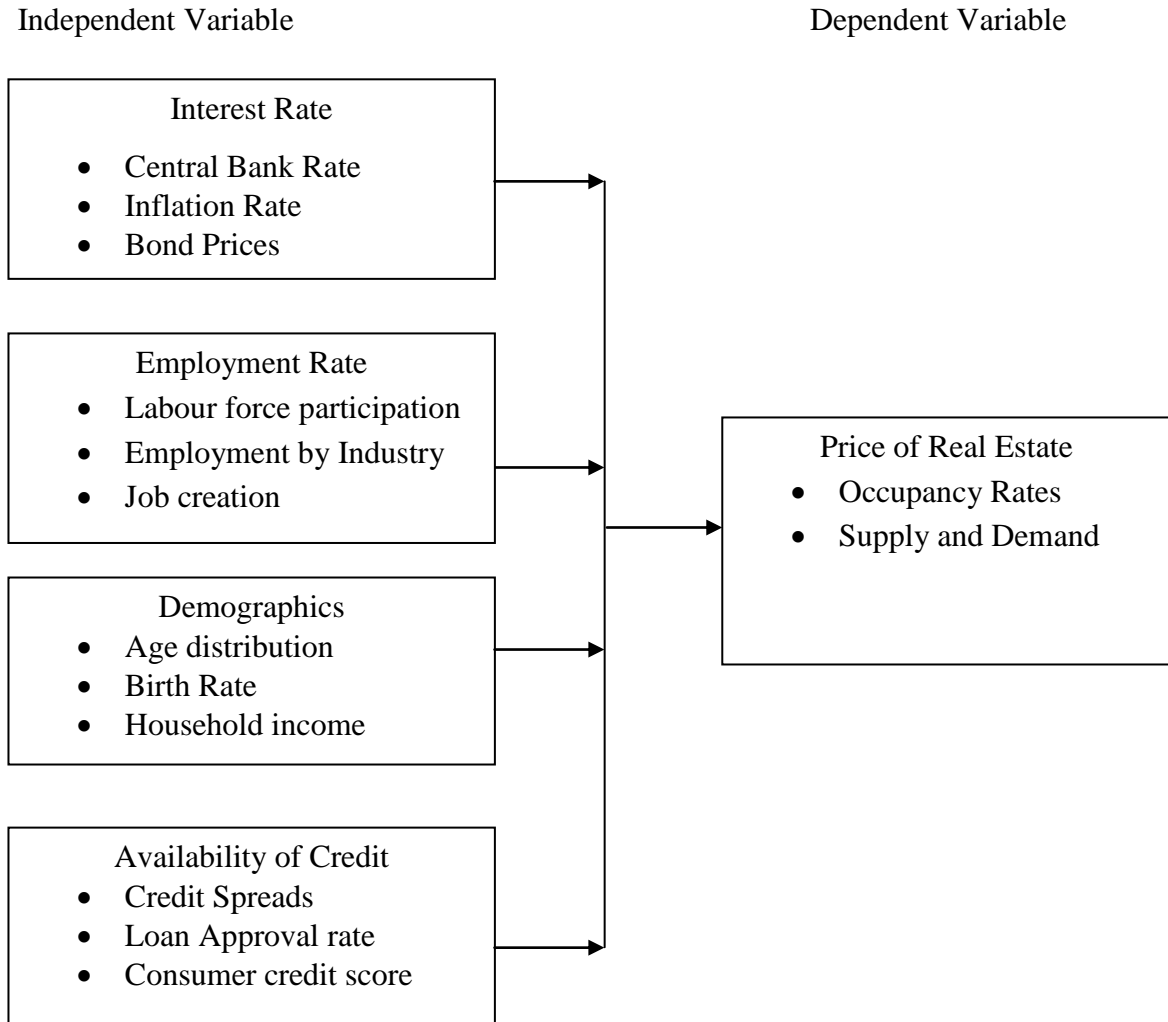 Independent Variable
Dependent Variable
Interest Rate
• Central Bank Rate
• Inflation Rate
• Bond Prices
Employment Rate
• Labour force participation
• Employment by Industry
• Job creation
Demographics
• Age distribution
• Birth Rate
• Household income
Availability of Credit
• Credit Spreads
• Loan Approval rate
• Consumer credit score
Price of Real Estate
• Occupancy Rates
• Supply and Demand